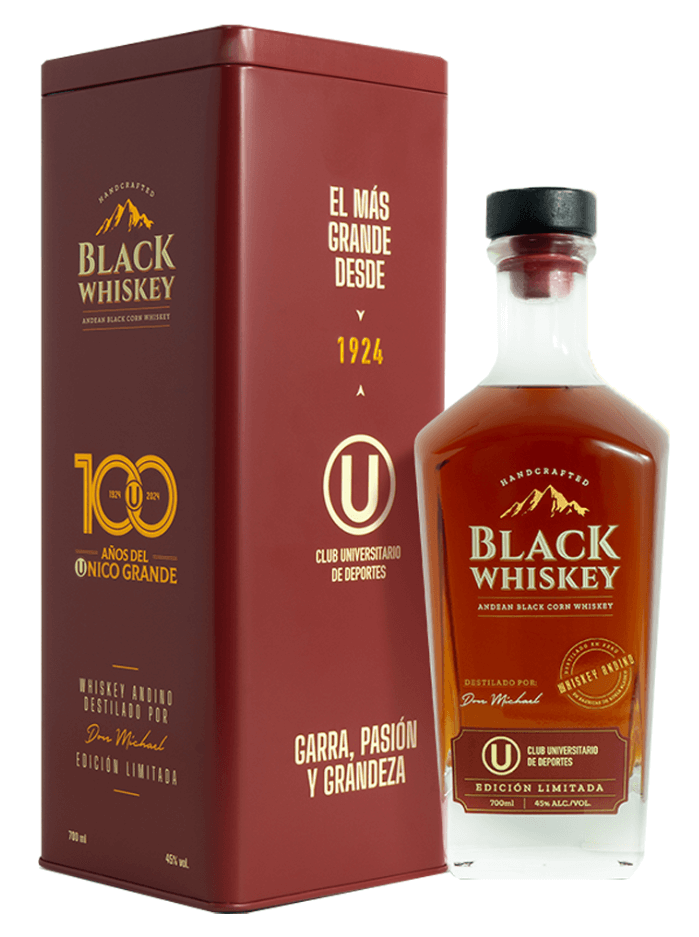 HANDCRAFTED
BLACK
WHISKEY
ANDEAN BLACK CORN WHISKEY
100
1924 U 2024
AÑOS DEL
ÚNICO GRANDE
WHISKEY ANDINO
DESTILADO POR
Don Michael
EDICIÓN LIMITADA
700 ml
45% vol.
EL MÁS
GRANDE
DESDE
1924
U
CLUB UNIVERSITARIO
DE DEPORTES
GARRA, PASIÓN
Y GRANDEZA
HANDCRAFTED
BLACK
WHISKEY
ANDEAN BLACK CORN WHISKEY
DESTILADO EN PERÚ
WHISKEY ANDINO
DESTILADO POR:
Don Michael
U
CLUB UNIVERSITARIO
DE DEPORTES
EDICIÓN LIMITADA
700ml
45% ALC./VOL.